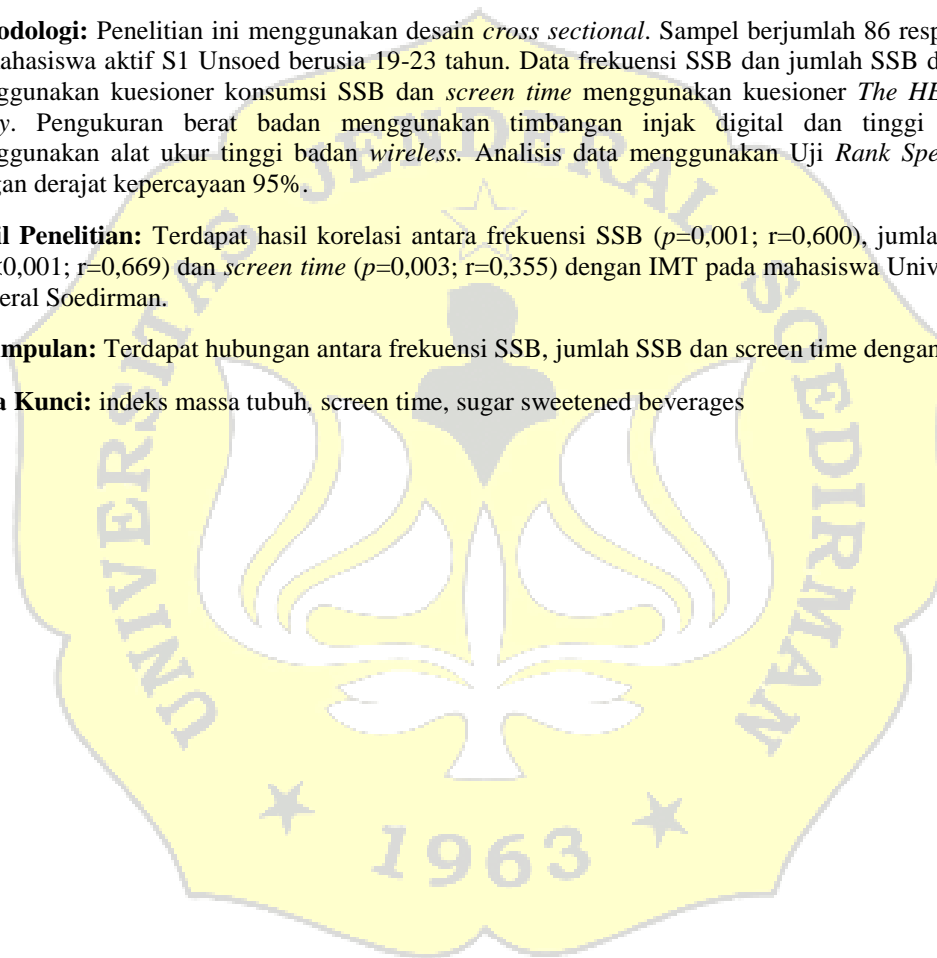 odologi: Penelitian ini menggunakan desain cross sectional. Sampel berjumlah 86 resp
ahasiswa aktif S1 Unsoed berusia 19-23 tahun. Data frekuensi SSB dan jumlah SSB d
ggunakan kuesioner konsumsi SSB dan screen time menggunakan kuesioner The HE
y. Pengukuran berat badan menggunakan timbangan injak digital dan tinggi
ggunakan alat ukur tinggi badan wireless. Analisis data menggunakan Uji Rank Spe
gan derajat kepercayaan 95%.
il Penelitian: Terdapat hasil korelasi antara frekuensi SSB (p=0,001; r=0,600), jumla
0,001; r=0,669) dan screen time (p=0,003; r=0,355) dengan IMT pada mahasiswa Univ
eral Soedirman.
impulan: Terdapat hubungan antara frekuensi SSB, jumlah SSB dan screen time dengan
a Kunci: indeks massa tubuh, screen time, sugar sweetened beverages
UNIVERSITAS JENDERAL SOEDIRMAN
1963